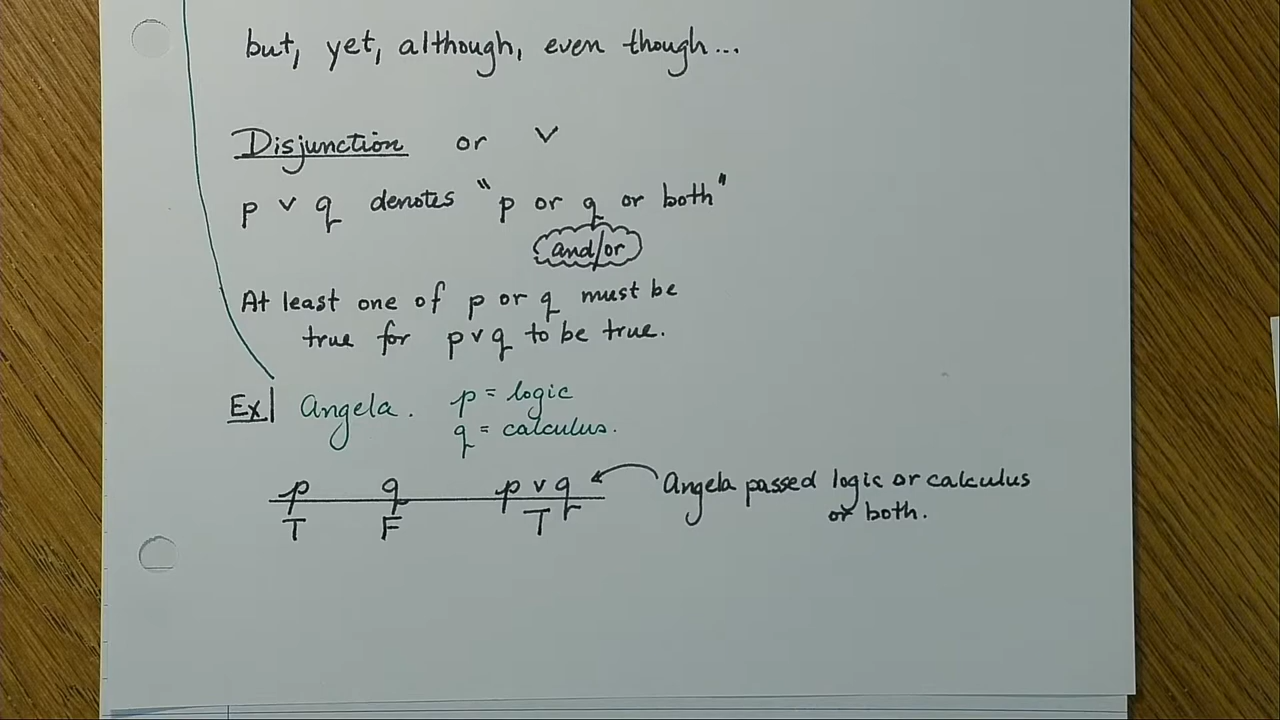 but, yet, although, even though...
Disjunction or ∨
p ∨ q denotes "p or q or both"
and/or
At least one of p or q must be
true for p ∨ q to be true.
Ex| Angela. p = logic
q = calculus.
p q p ∨ q Angela passed logic or calculus
or both.
T F T